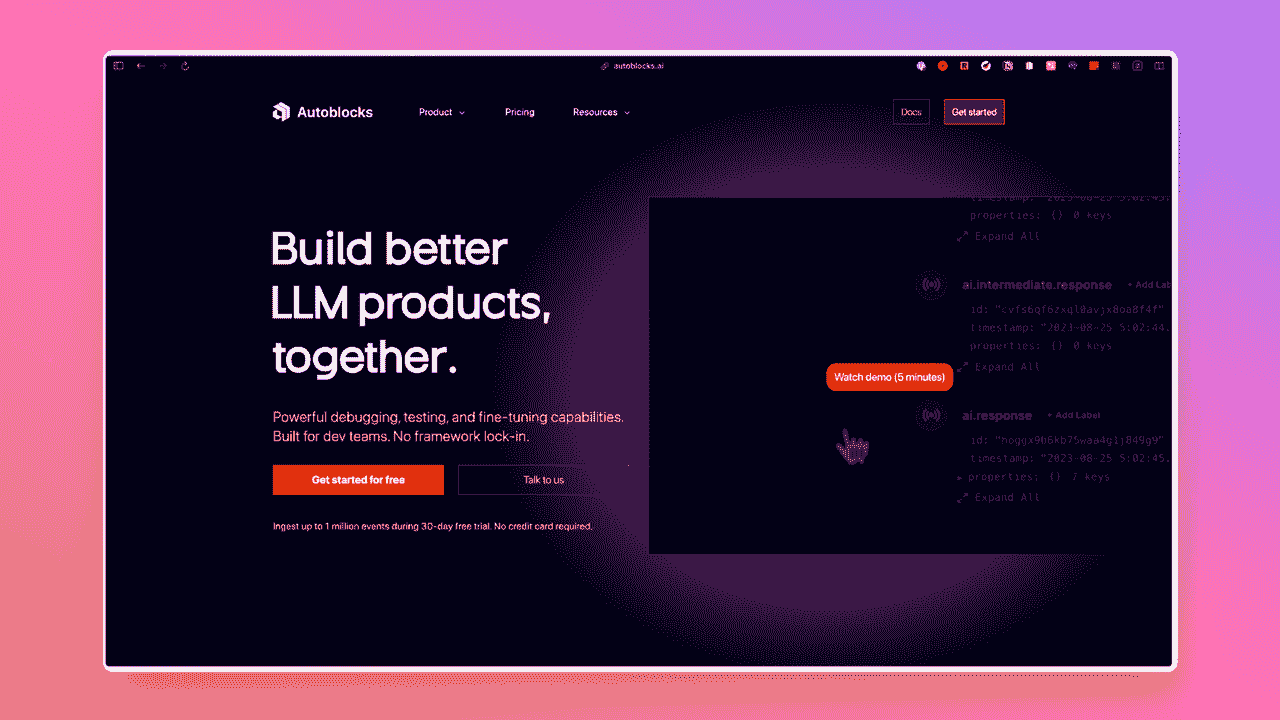 autoblocks.ai
Autoblocks
Product
Pricing
Resources
Docs
Get started
Build better
LLM products,
together.
Powerful debugging, testing, and fine-tuning capabilities.
Built for dev teams. No framework lock-in.
Get started for free
Talk to us
Ingest up to 1 million events during 30-day free trial. No credit card required.
properties: {} 0 keys
Expand All
ai.intermediate.response + Add Lab
timestamp: "2023-08-25 5:02:44.
properties: {} 0 keys
Expand All
Watch demo (5 minutes)
ai.response + Add Label
timestamp: "2023-08-25 5:02:45.
properties: {} 7 keys
Expand All